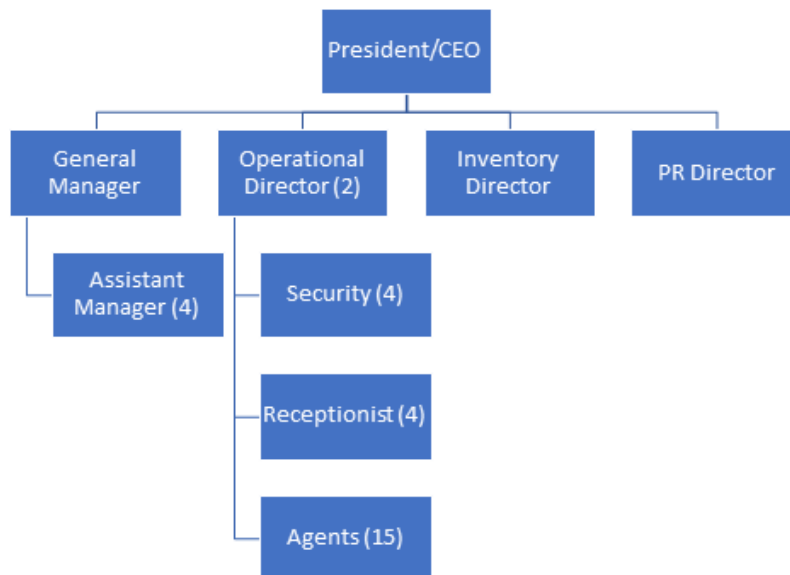 President/CEO
General
Manager
Operational
Director (2)
Inventory
Director
PR Director
Assistant
Manager (4)
Security (4)
Receptionist (4)
Agents (15)